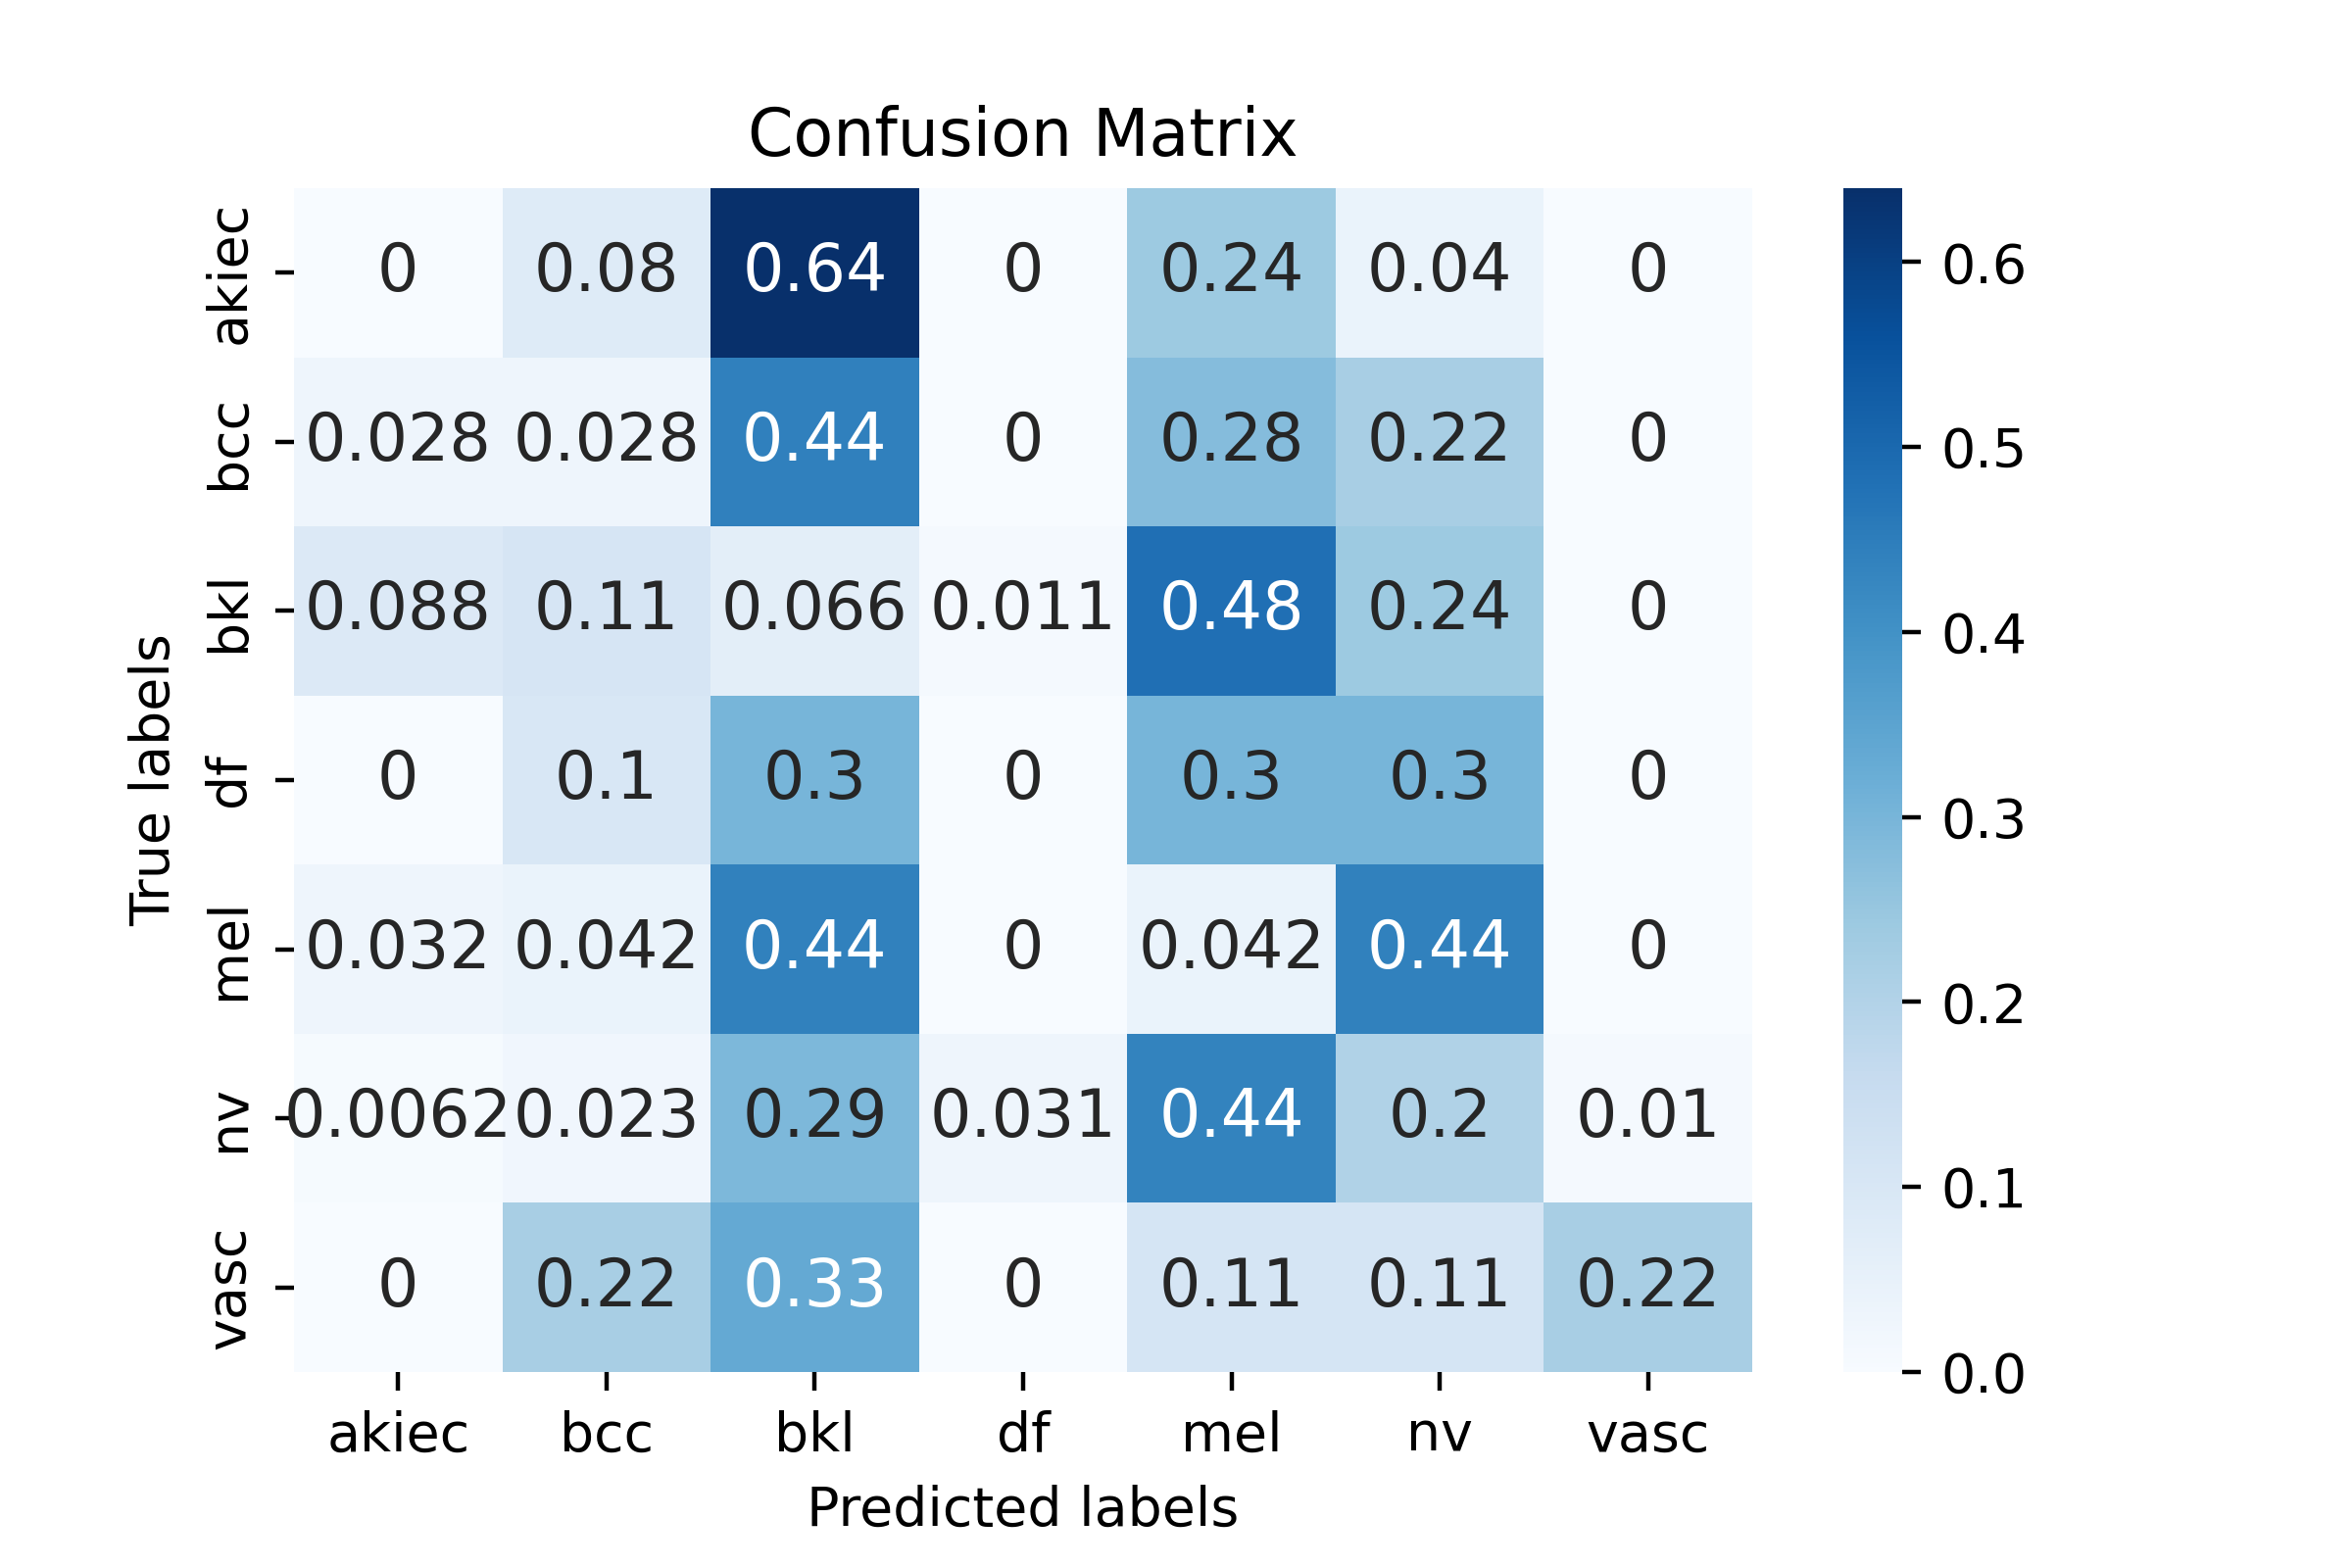 Confusion Matrix
akiec 0 0.08 0.64 0 0.24 0.04 0
bcc 0.028 0.028 0.44 0 0.28 0.22 0
bkl 0.088 0.11 0.066 0.011 0.48 0.24 0
df 0 0.1 0.3 0 0.3 0.3 0
mel 0.032 0.042 0.44 0 0.042 0.44 0
nv 0.0062 0.023 0.29 0.031 0.44 0.2 0.01
vasc 0 0.22 0.33 0 0.11 0.11 0.22
akiec bcc bkl df mel nv vasc
Predicted labels
True labels
0.6
0.5
0.4
0.3
0.2
0.1
0.0